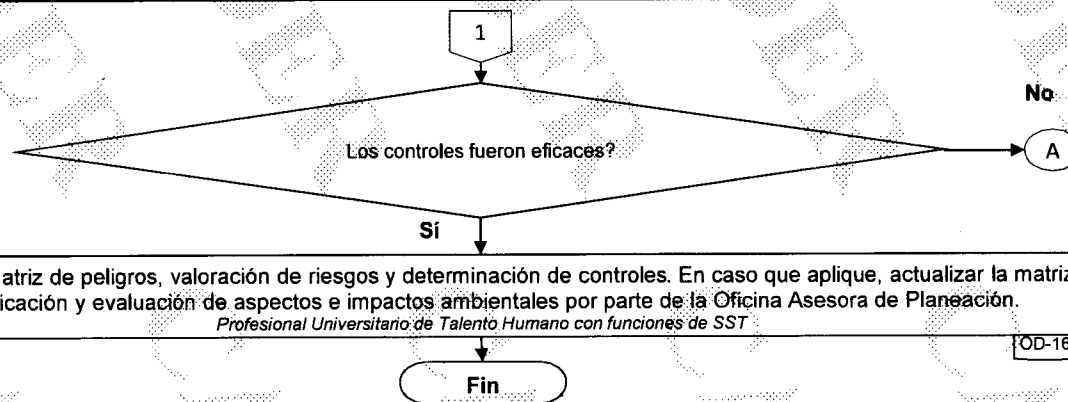 1
Los controles fueron eficaces?
No
A
Sí
atriz de peligros, valoración de riesgos y determinación de controles. En caso que aplique, actualizar la matriz
icación y evaluación de aspectos e impactos ambientales por parte de la Oficina Asesora de Planeación.
Profesional Universitario de Talento Humano con funciones de SST
OD-16
Fin